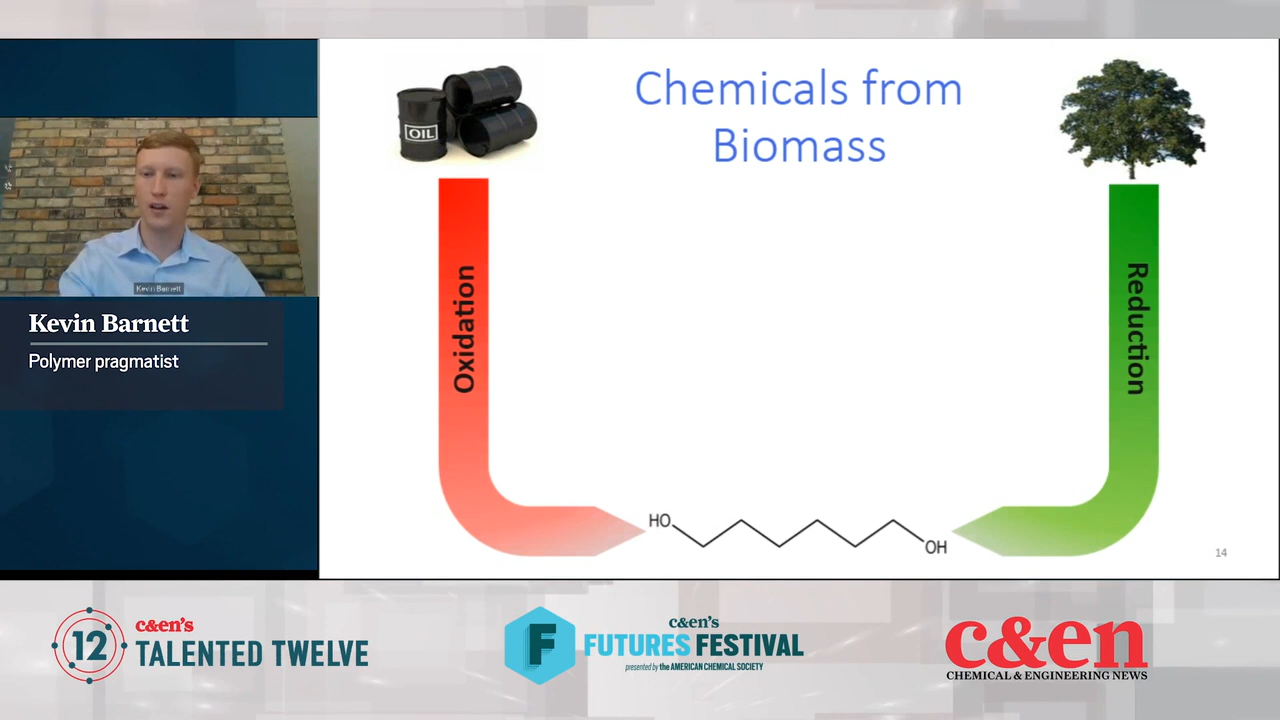 Chemicals from
Biomass
OIL
Oxidation
Reduction
HO
OH
14
Kevin Barnett
Kevin Barnett
Polymer pragmatist
12
c&en's
TALENTED TWELVE
F
c&en's
FUTURES FESTIVAL
presented by the AMERICAN CHEMICAL SOCIETY
c&en
CHEMICAL & ENGINEERING NEWS